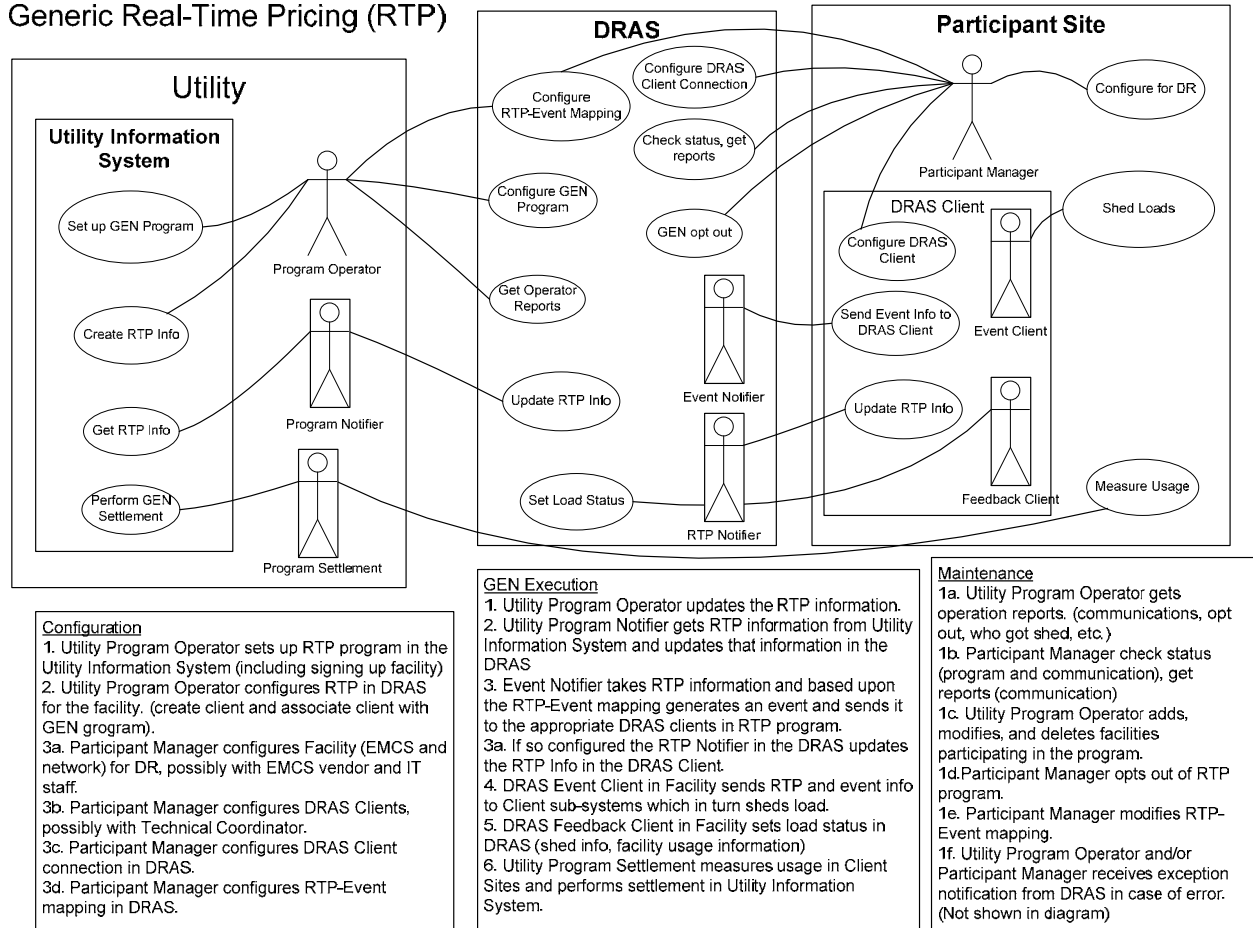 Generic Real-Time Pricing (RTP)
Utility
Utility Information
System
Set up GEN Program
Create RTP Info
Get RTP Info
Perform GEN
Settlement
Program Operator
Program Notifier
Program Settlement
DRAS
Configure
RTP-Event Mapping
Configure DRAS
Client Connection
Check status, get
reports
Configure GEN
Program
GEN opt out
Get Operator
Reports
Event Notifier
Update RTP Info
Set Load Status
RTP Notifier
Participant Site
Participant Manager
Configure for DR
DRAS Client
Configure DRAS
Client
Shed Loads
Send Event Info to
DRAS Client
Event Client
Update RTP Info
Feedback Client
Measure Usage
Configuration
1. Utility Program Operator sets up RTP program in the
Utility Information System (including signing up facility)
2. Utility Program Operator configures RTP in DRAS
for the facility. (create client and associate client with
GEN grogram).
3a. Participant Manager configures Facility (EMCS and
network) for DR, possibly with EMCS vendor and IT
staff.
3b. Participant Manager configures DRAS Clients,
possibly with Technical Coordinator.
3c. Participant Manager configures DRAS Client
connection in DRAS.
3d. Participant Manager configures RTP-Event
mapping in DRAS.
GEN Execution
1. Utility Program Operator updates the RTP information.
2. Utility Program Notifier gets RTP information from Utility
Information System and updates that information in the
DRAS
3. Event Notifier takes RTP information and based upon
the RTP-Event mapping generates an event and sends it
to the appropriate DRAS clients in RTP program.
3a. If so configured the RTP Notifier in the DRAS updates
the RTP Info in the DRAS Client.
4. DRAS Event Client in Facility sends RTP and event info
to Client sub-systems which in turn sheds load.
5. DRAS Feedback Client in Facility sets load status in
DRAS (shed info, facility usage information)
6. Utility Program Settlement measures usage in Client
Sites and performs settlement in Utility Information
System.
Maintenance
1a. Utility Program Operator gets
operation reports. (communications, opt
out, who got shed, etc.)
1b. Participant Manager check status
(program and communication), get
reports (communication)
1c. Utility Program Operator adds,
modifies, and deletes facilities
participating in the program.
1d.Participant Manager opts out of RTP
program.
1e. Participant Manager modifies RTP-
Event mapping.
1f. Utility Program Operator and/or
Participant Manager receives exception
notification from DRAS in case of error.
(Not shown in diagram)